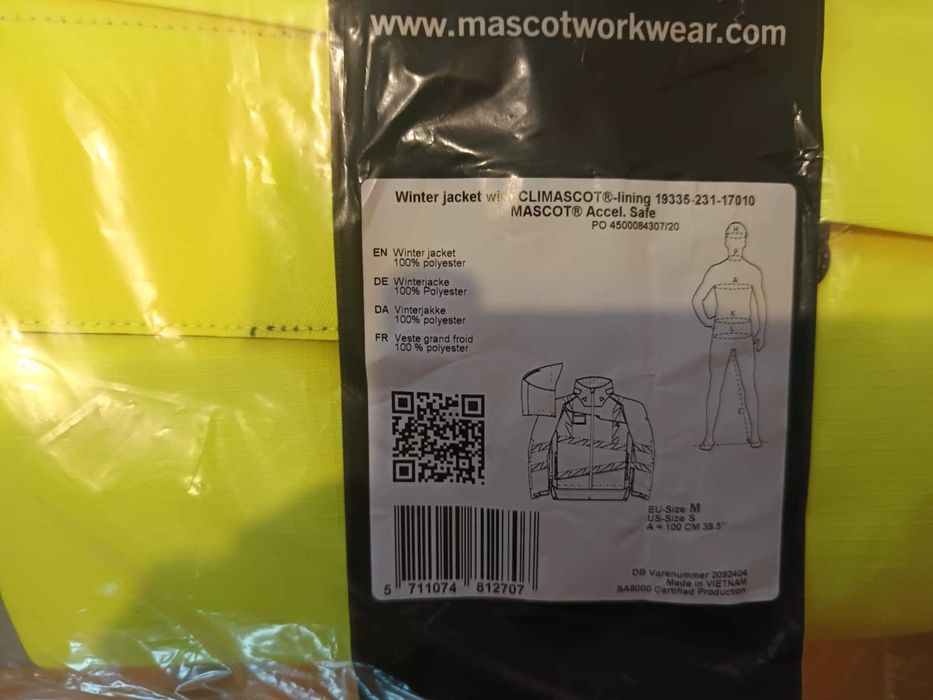 www.mascotworkwear.com
Winter jacket with CLIMASCOT®-lining 19335-231-17010
MASCOT® Accel. Safe
PO 4500084307/20
EN Winter jacket
100% polyester
DE Winterjacke
100% Polyester
DA Vinterjakke
100% polyester
FR Veste grand froid
100 % polyester
H
P
A
K
L
C
EU-Size M
US-Size S
A = 100 CM 39.5"
5 711074 812707
DB Varenummer 2092404
Made in VIETNAM
SA8000 Certified Production